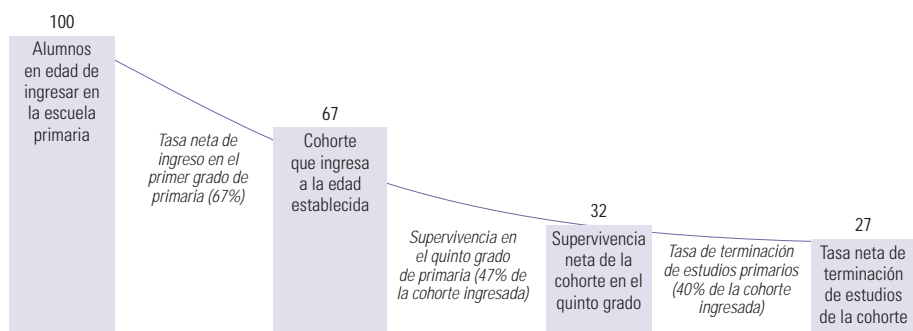 100
Alumnos
en edad de
ingresar en
la escuela
primaria
Tasa neta de
ingreso en el
primer grado de
primaria (67%)
67
Cohorte
que ingresa
a la edad
establecida
Supervivencia en
el quinto grado
de primaria (47% de
la cohorte ingresada)
32
Supervivencia
neta de la
cohorte en el
quinto grado
Tasa de terminación
de estudios primarios
(40% de la cohorte
ingresada)
27
Tasa neta de
terminación
de estudios
de la cohorte